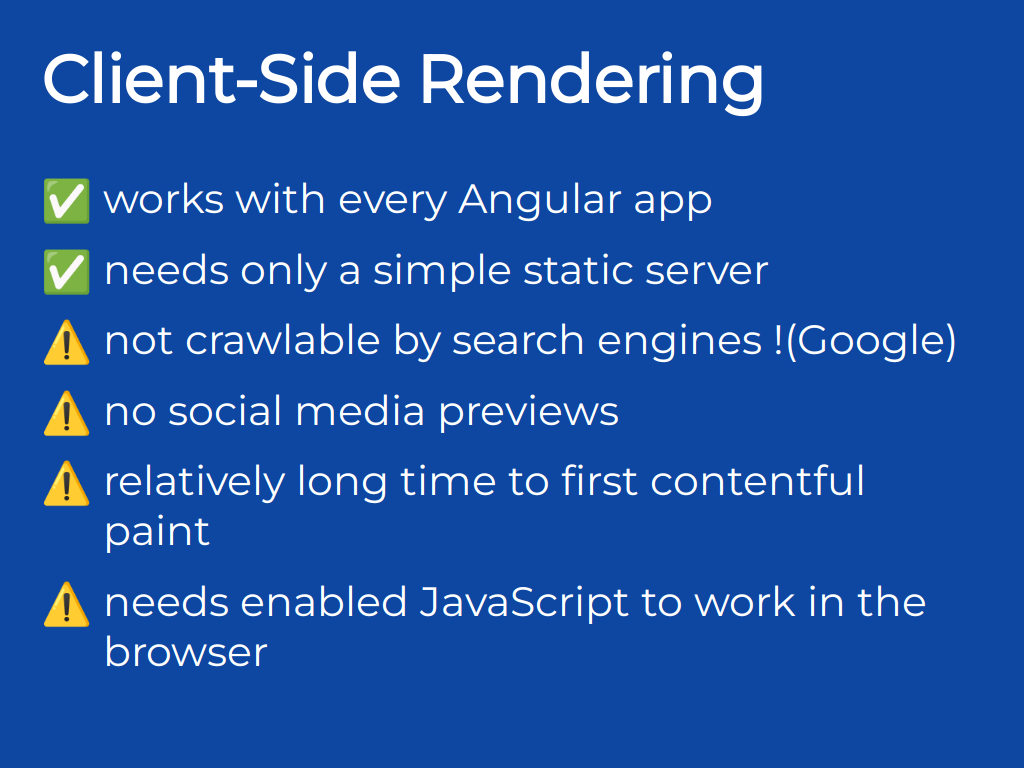 Client-Side Rendering
✅ works with every Angular app
✅ needs only a simple static server
⚠️ not crawlable by search engines !(Google)
⚠️ no social media previews
⚠️ relatively long time to first contentful
paint
⚠️ needs enabled JavaScript to work in the
browser